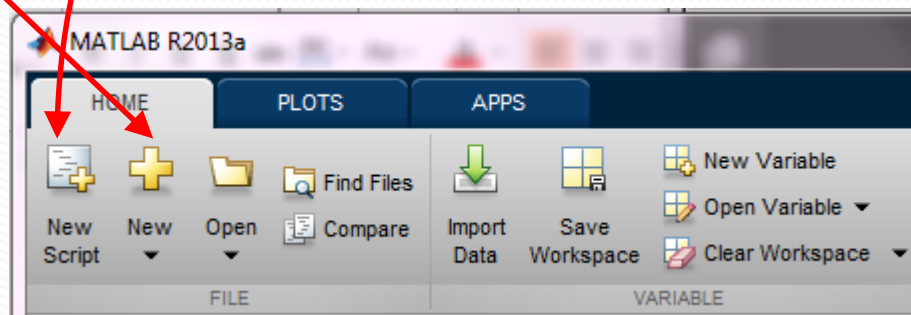 MATLAB R2013a
HOME PLOTS APPS
New Script
New
Open
Find Files
Compare
Import Data
Save Workspace
New Variable
Open Variable
Clear Workspace
FILE VARIABLE